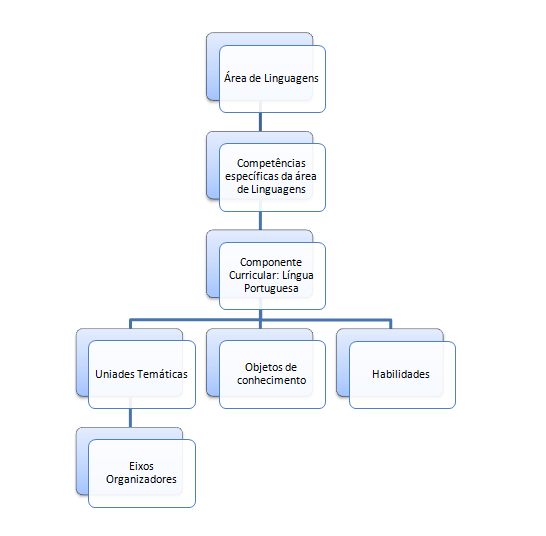 Área de Linguagens
Competências
específicas da área
de Linguagens
Componente
Curricular: Língua
Portuguesa
Uniades Temáticas
Objetos de
conhecimento
Habilidades
Eixos
Organizadores